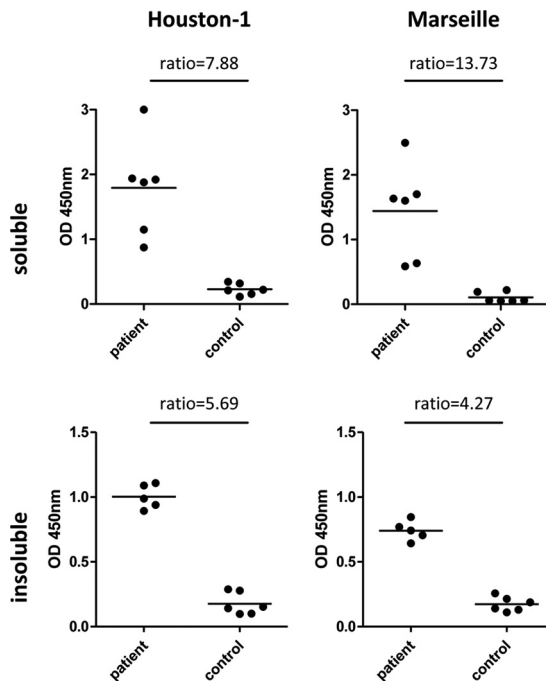 Houston-1 Marseille
ratio=7.88 ratio=13.73
soluble
OD 450nm
3
2
1
0
patient control
OD 450nm
3
2
1
0
patient control
ratio=5.69 ratio=4.27
insoluble
OD 450nm
1.5
1.0
0.5
0.0
patient control
OD 450nm
1.5
1.0
0.5
0.0
patient control